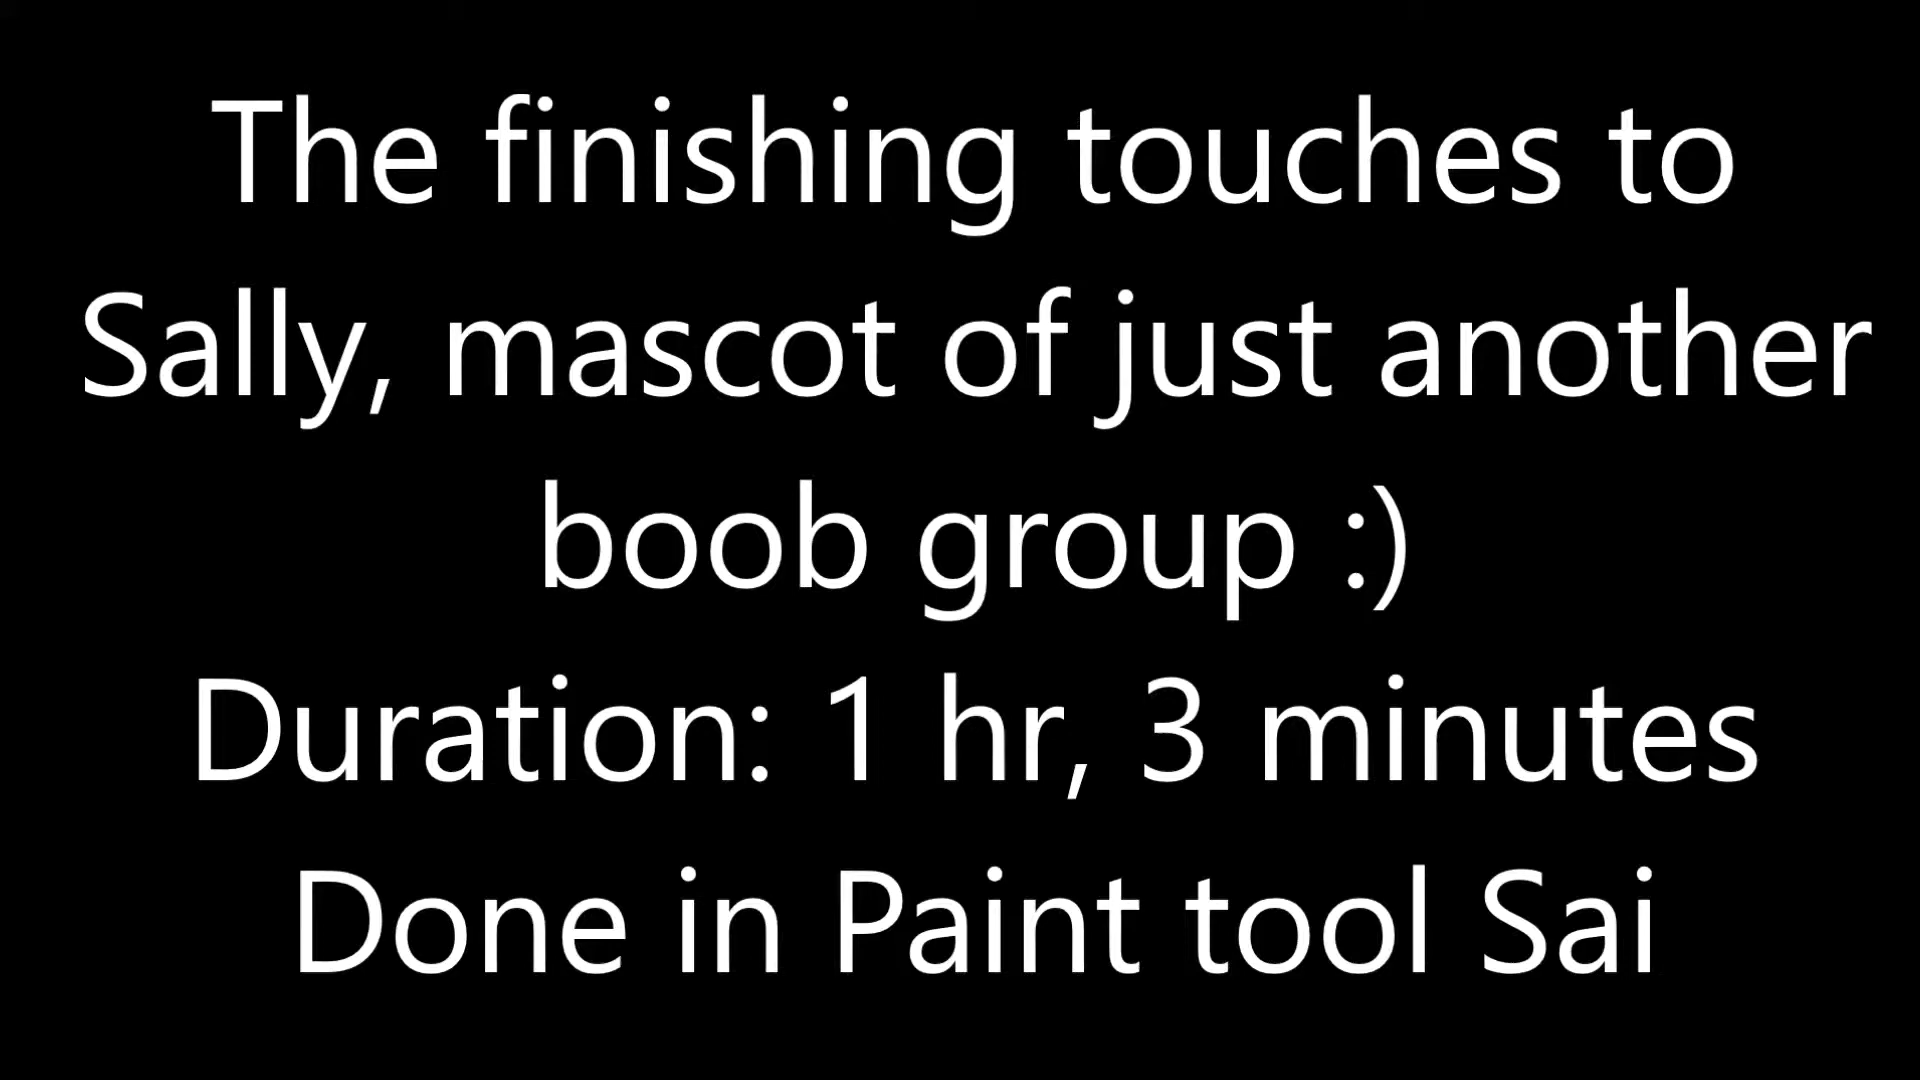 The finishing touches to
Sally, mascot of just another
boob group :)
Duration: 1 hr, 3 minutes
Done in Paint tool Sai